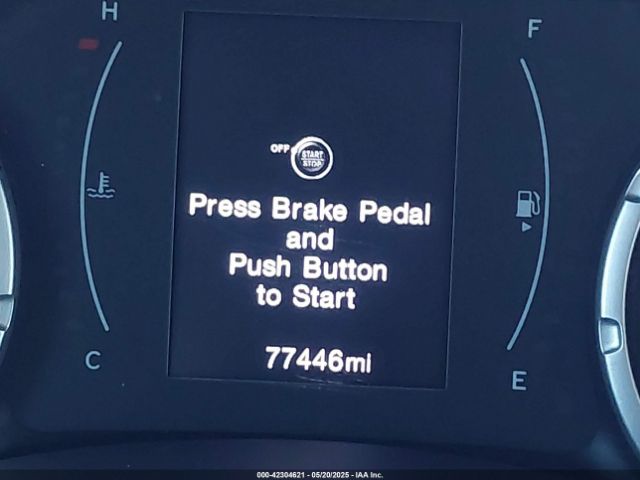 H
F
OFF
START
STOP
Press Brake Pedal
and
Push Button
to Start
77446mi
C
E
000-42304621 - 05/20/2025 - IAA Inc.